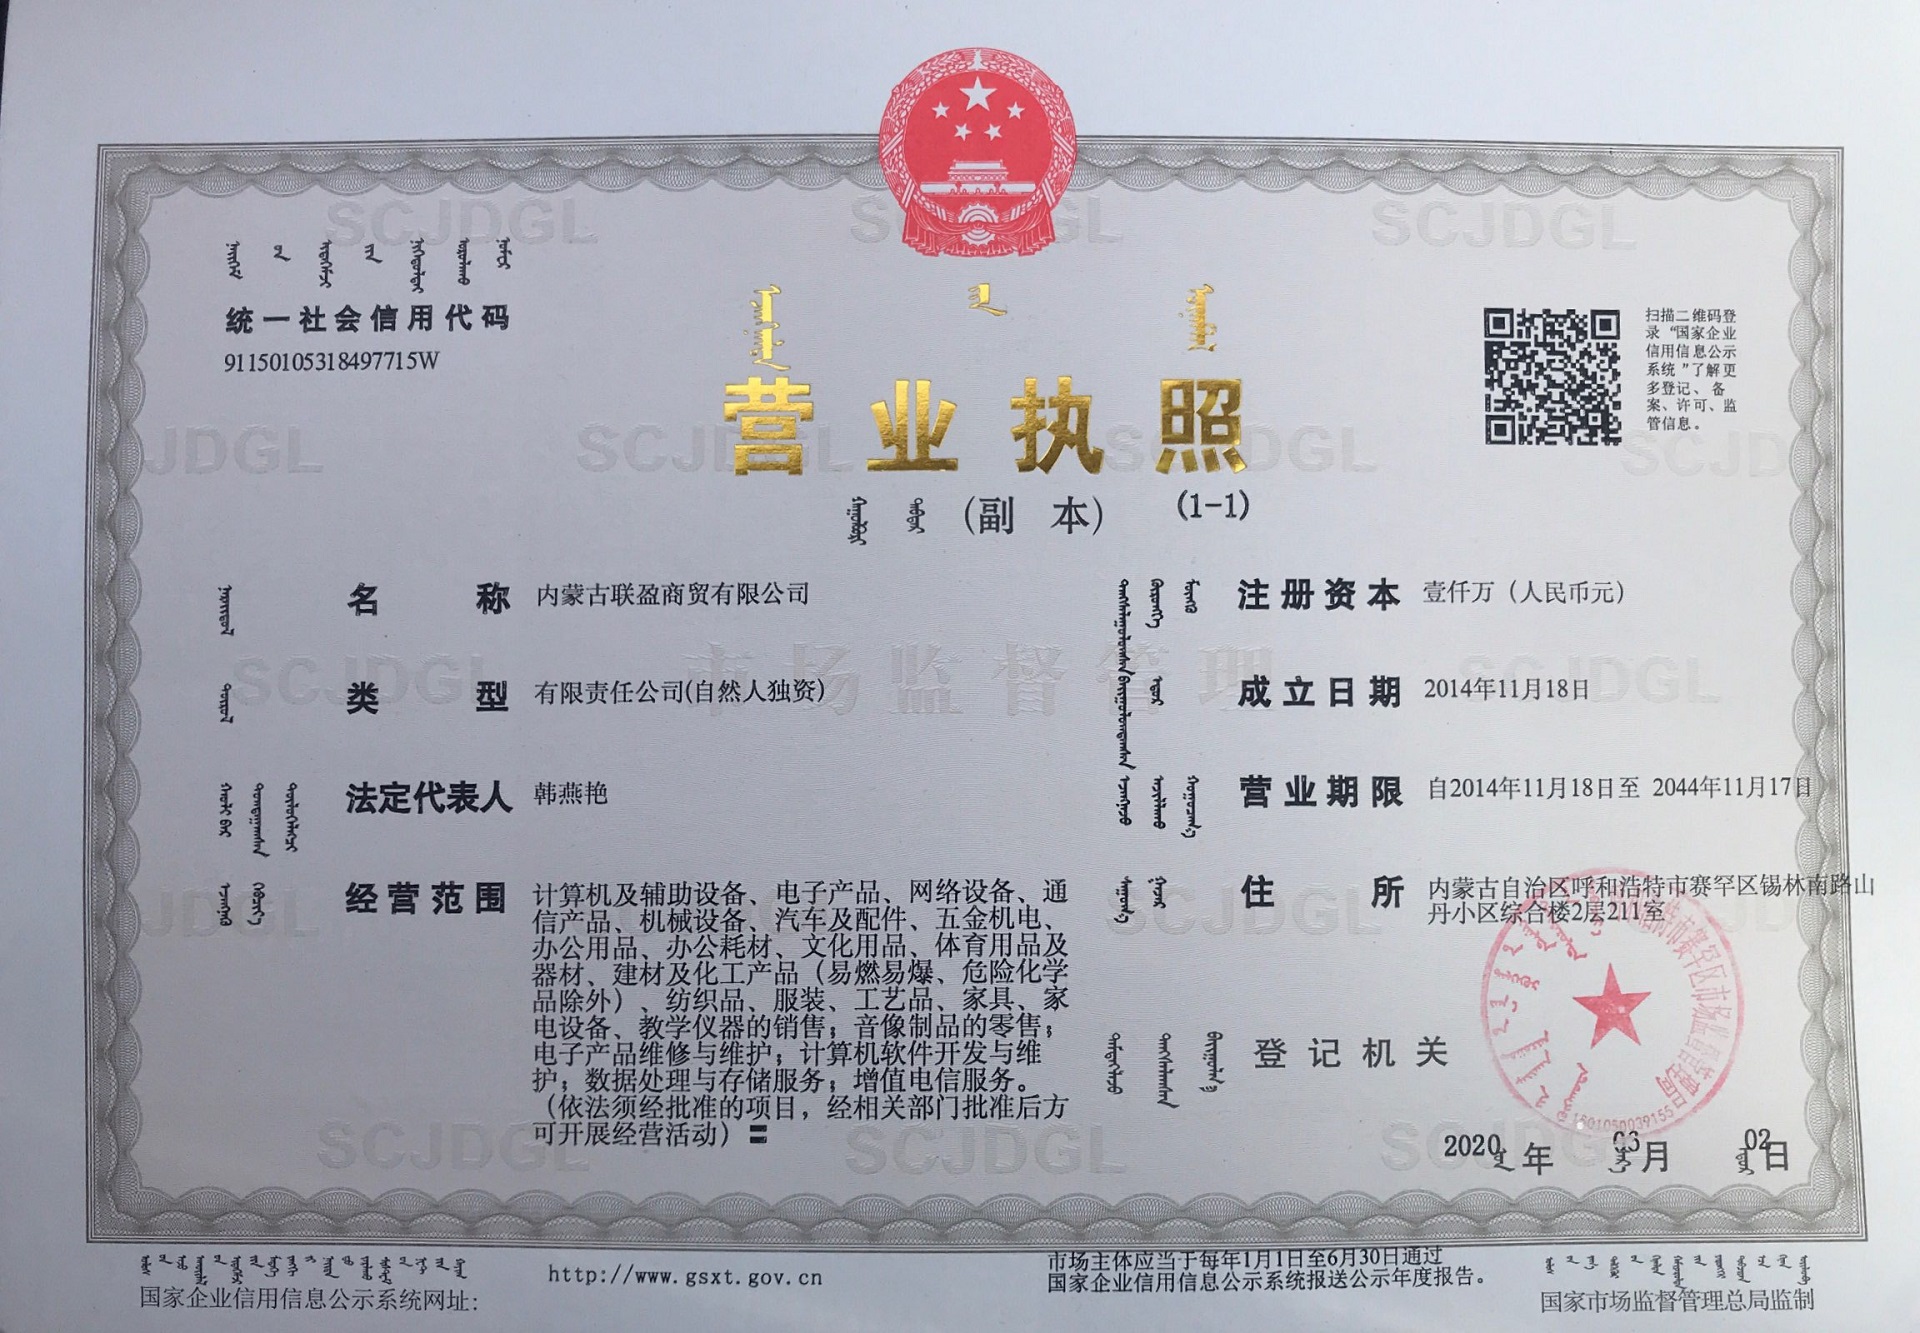 统一社会信用代码
91150105318497715W
营业执照
(副 本) (1-1)
扫描二维码登
录“国家企业
信用信息公示
系统”了解更
多登记、备
案、许可、监
管信息。
名 称 内蒙古联盈商贸有限公司
类 型 有限责任公司(自然人独资)
法定代表人 韩燕艳
经营范围 计算机及辅助设备、电子产品、网络设备、通
信产品、机械设备、汽车及配件、五金机电、
办公用品、办公耗材、文化用品、体育用品及
器材、建材及化工产品（易燃易爆、危险化学
品除外）、纺织品、服装、工艺品、家具、家
电设备、教学仪器的销售；音像制品的零售；
电子产品维修与维护；计算机软件开发与维
护；数据处理与存储服务；增值电信服务。
（依法须经批准的项目，经相关部门批准后方
可开展经营活动）
注册资本 壹仟万（人民币元）
成立日期 2014年11月18日
营业期限 自2014年11月18日至 2044年11月17日
住 所 内蒙古自治区呼和浩特市赛罕区锡林南路山
丹小区综合楼2层211室
登记机关
2020 年 03 月 02 日
国家企业信用信息公示系统网址：
http://www.gsxt.gov.cn
市场主体应当于每年1月1日至6月30日通过
国家企业信用信息公示系统报送公示年度报告。
国家市场监督管理总局监制
SCJDGL
市场监督管理